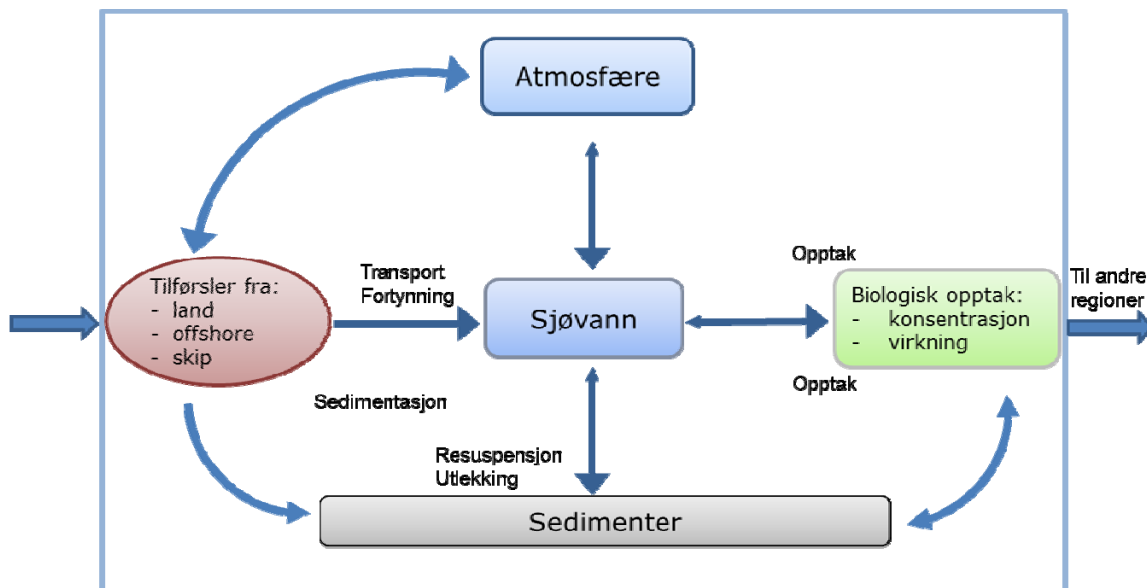 Atmosfære
Tilførsler fra:
- land
- offshore
- skip
Transport
Fortynning
Sjøvann
Opptak
Biologisk opptak:
- konsentrasjon
- virkning
Opptak
Til andre
regioner
Sedimentasjon
Resuspensjon
Utlekking
Sedimenter